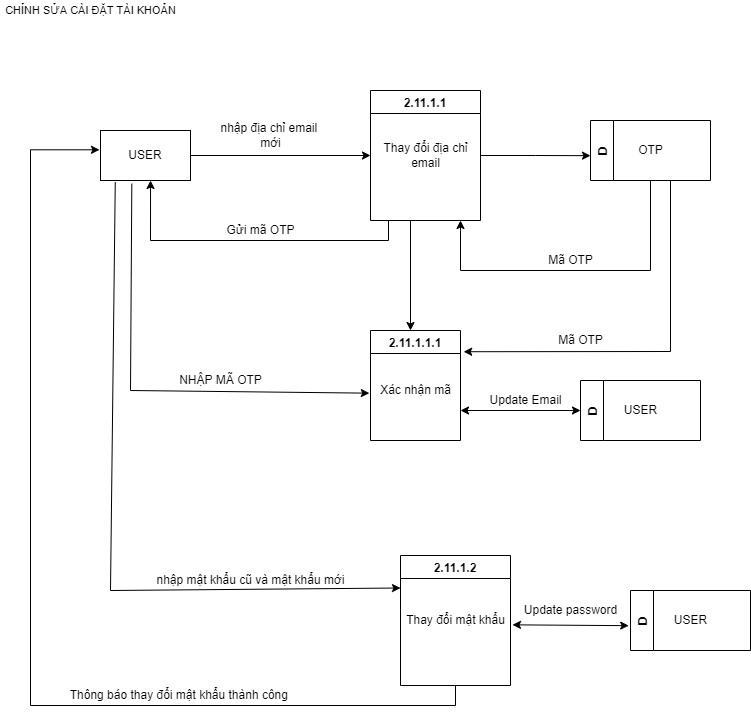 CHỈNH SỬA CÀI ĐẶT TÀI KHOẢN
2.11.1.1
nhập địa chỉ email
mới
USER
Thay đổi địa chỉ
email
D
OTP
Gửi mã OTP
Mã OTP
2.11.1.1.1
Mã OTP
NHẬP MÃ OTP
Xác nhận mã
Update Email
D
USER
2.11.1.2
nhập mật khẩu cũ và mật khẩu mới
Thay đổi mật khẩu
Update password
D
USER
Thông báo thay đổi mật khẩu thành công